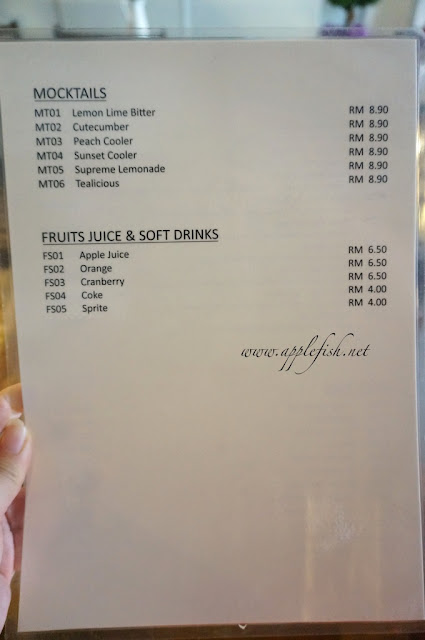 MOCKTAILS
MT01 Lemon Lime Bitter RM 8.90
MT02 Cutecumber RM 8.90
MT03 Peach Cooler RM 8.90
MT04 Sunset Cooler RM 8.90
MT05 Supreme Lemonade RM 8.90
MT06 Tealicious RM 8.90
FRUITS JUICE & SOFT DRINKS
FS01 Apple Juice RM 6.50
FS02 Orange RM 6.50
FS03 Cranberry RM 6.50
FS04 Coke RM 4.00
FS05 Sprite RM 4.00
www.applefish.net